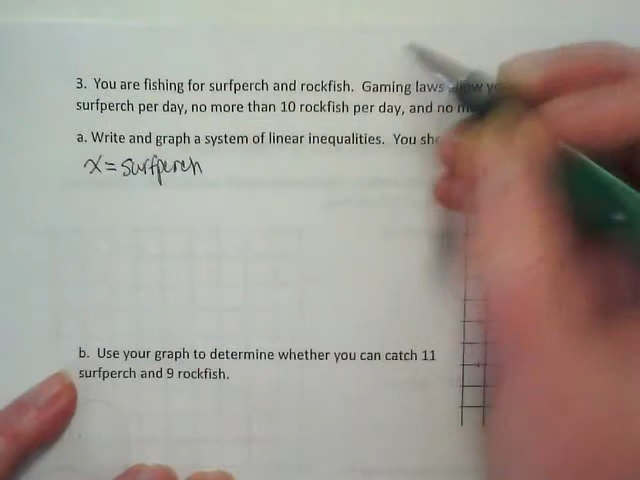 3. You are fishing for surfperch and rockfish. Gaming laws allow
surfperch per day, no more than 10 rockfish per day, and no
a. Write and graph a system of linear inequalities. You
x = surfperch
b. Use your graph to determine whether you can catch 11
surfperch and 9 rockfish.